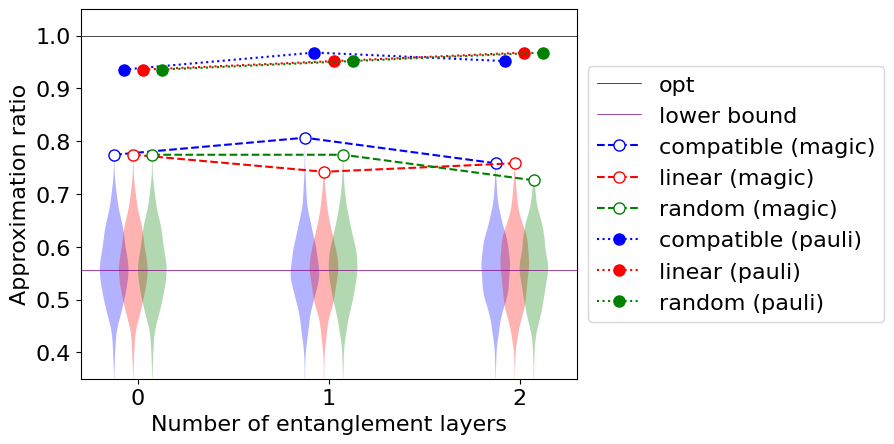 1.0
0.9
0.8
0.7
0.6
0.5
0.4
Approximation ratio
0
1
2
Number of entanglement layers
opt
lower bound
compatible (magic)
linear (magic)
random (magic)
compatible (pauli)
linear (pauli)
random (pauli)